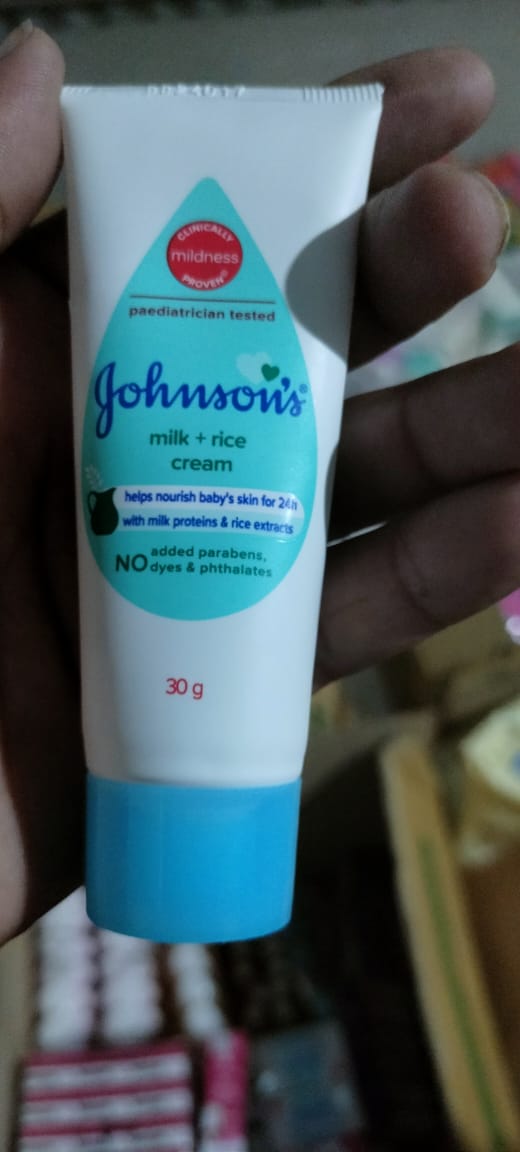 CLINICALLY
mildness
PROVEN®
paediatrician tested
Johnson's®
milk + rice
cream
helps nourish baby's skin for 24h
with milk proteins & rice extracts
NO added parabens,
dyes & phthalates
30 g